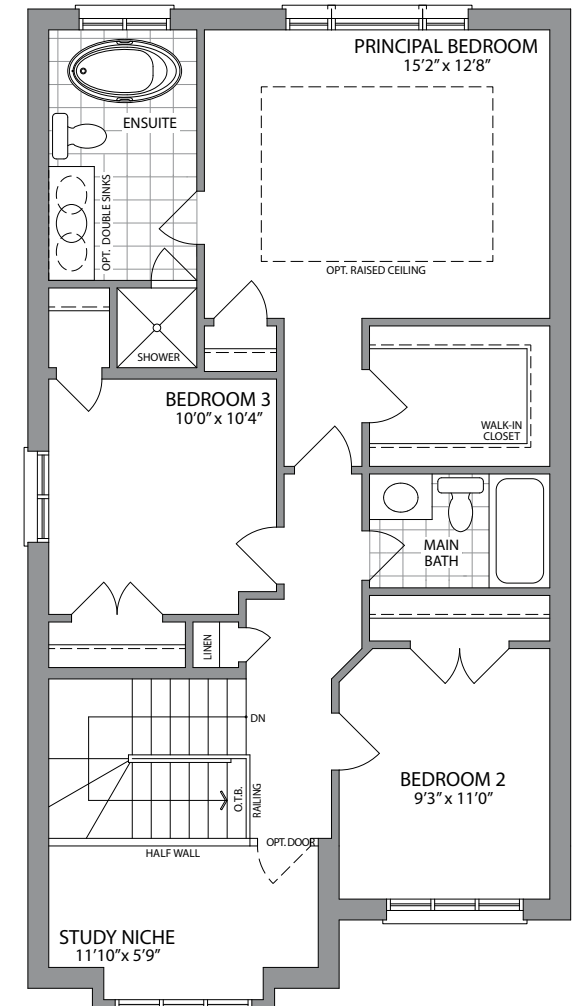 PRINCIPAL BEDROOM
15'2" x 12'8"
ENSUITE
OPT. DOUBLE SINKS
OPT. RAISED CEILING
SHOWER
BEDROOM 3
10'0" x 10'4"
WALK-IN
CLOSET
MAIN
BATH
LINEN
DN
O.T.B.
RAILING
BEDROOM 2
9'3" x 11'0"
OPT. DOOR
HALF WALL
STUDY NICHE
11'10" x 5'9"